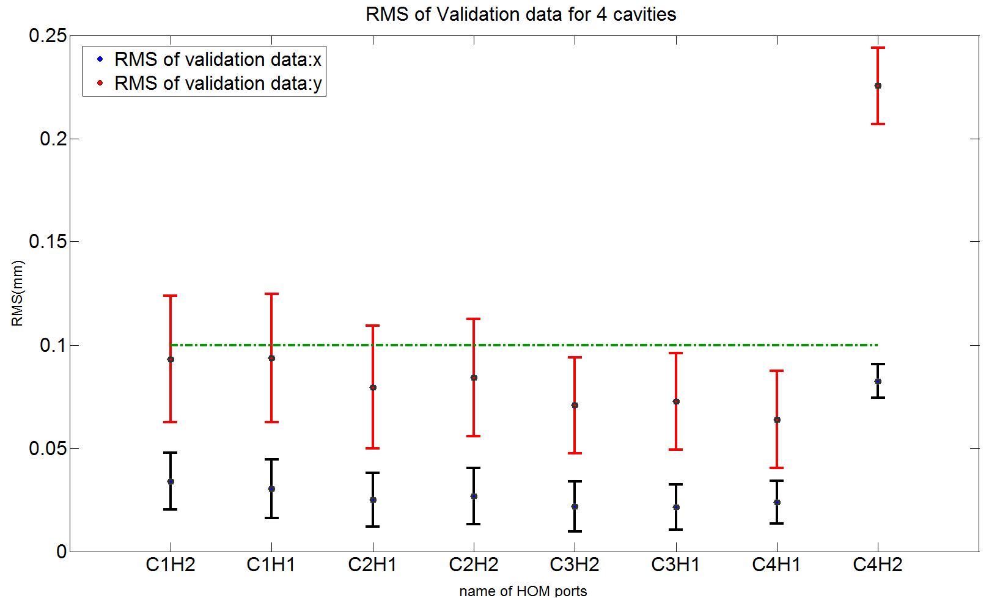 RMS of Validation data for 4 cavities
RMS of validation data:x
RMS of validation data:y
0.25
0.2
0.15
0.1
0.05
0
RMS(mm)
C1H2 C1H1 C2H1 C2H2 C3H2 C3H1 C4H1 C4H2
name of HOM ports